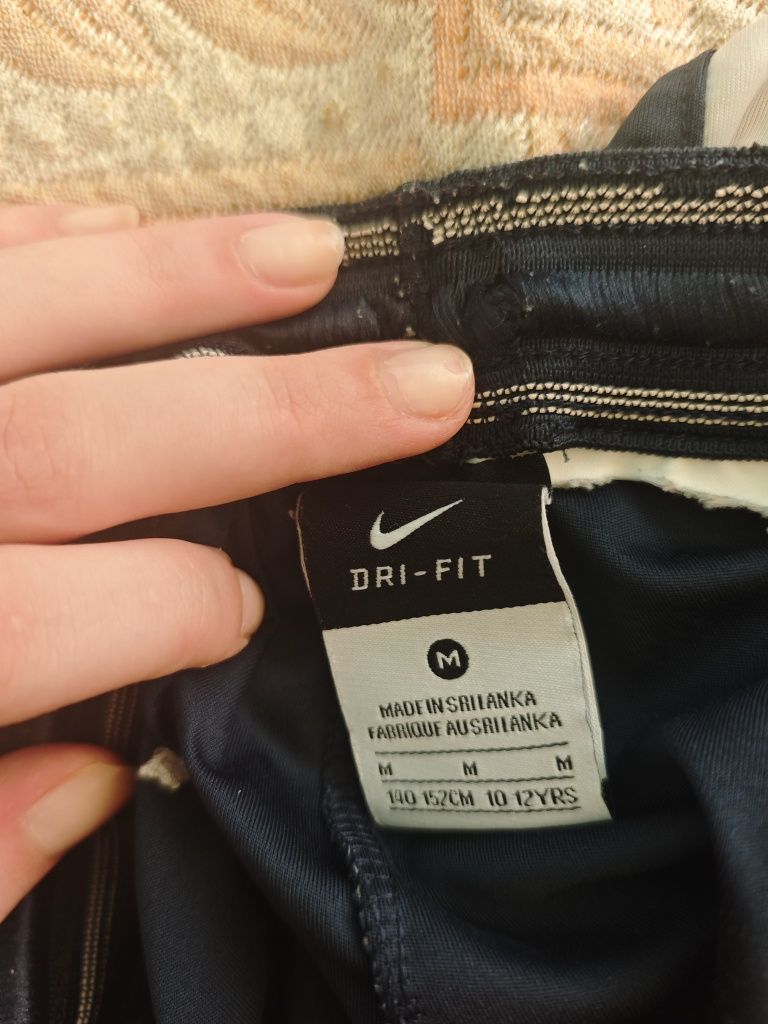 DRI-FIT
M
MADE IN SRI LANKA
FABRIQUE AU SRI LANKA
M M M
140-152CM 10-12YRS